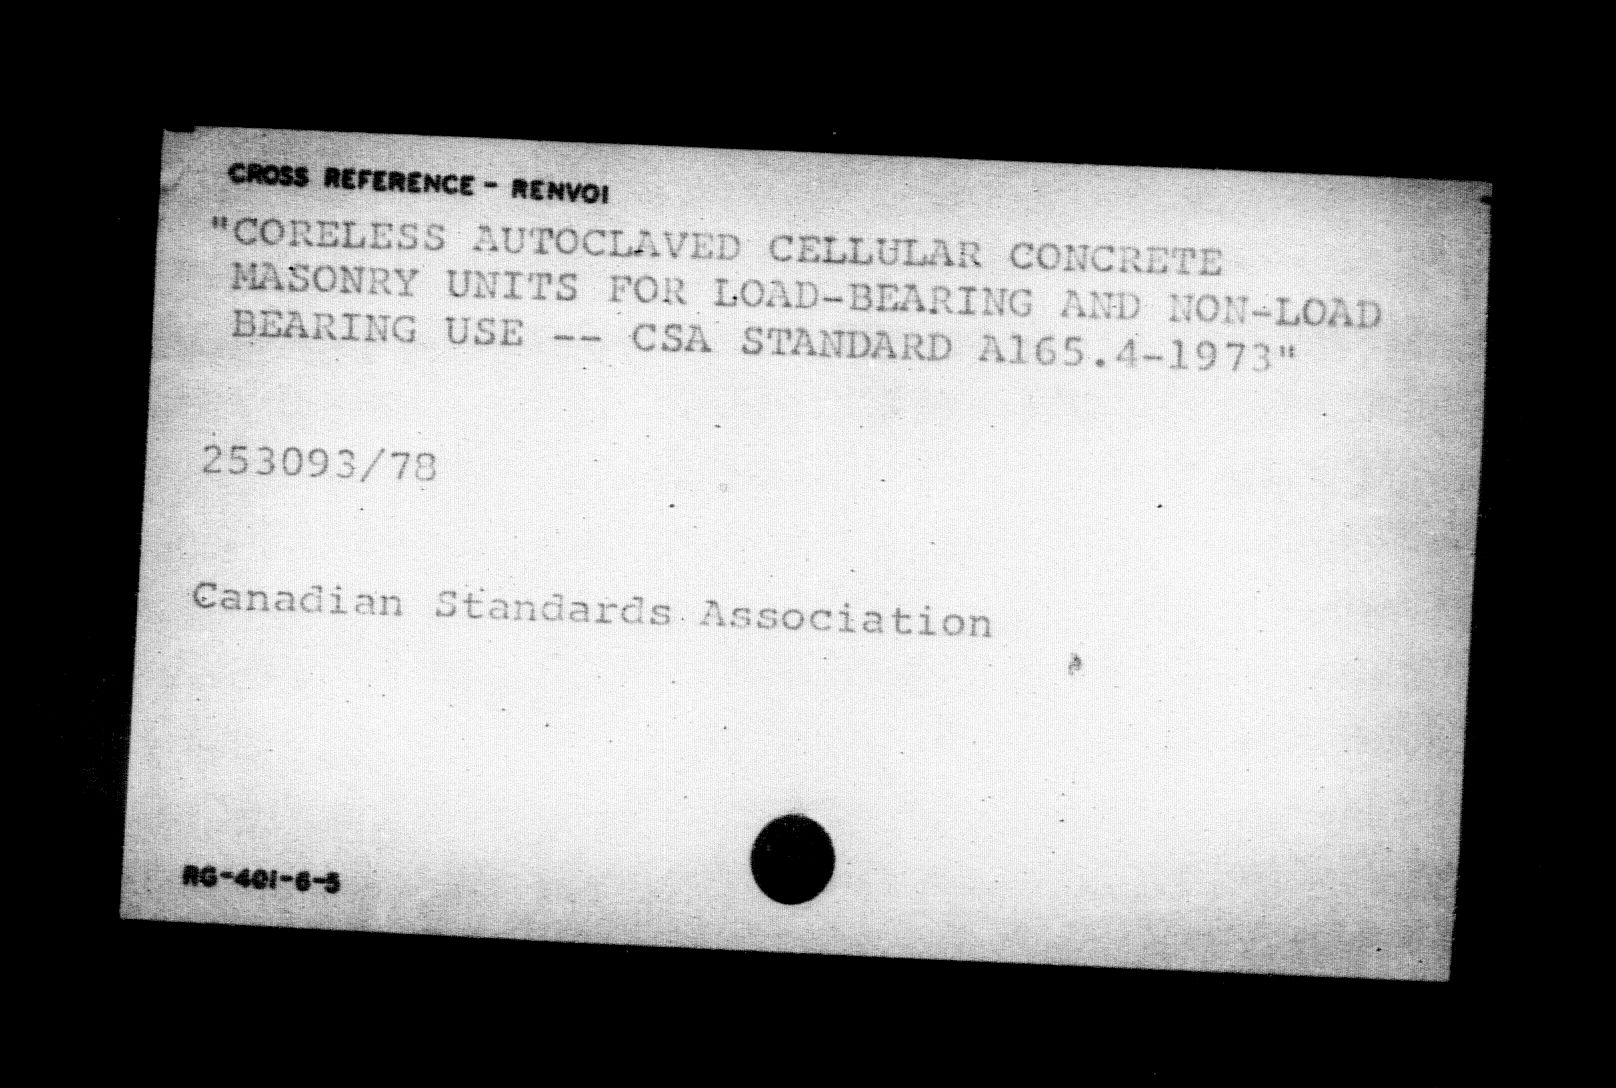 CROSS REFERENCE - RENVOI
"CORELESS AUTOCLAVED CELLULAR CONCRETE
MASONRY UNITS FOR LOAD-BEARING AND NON-LOAD
BEARING USE -- CSA STANDARD A165.4-1973"
253093/78
Canadian Standards Association
RG-401-6-5